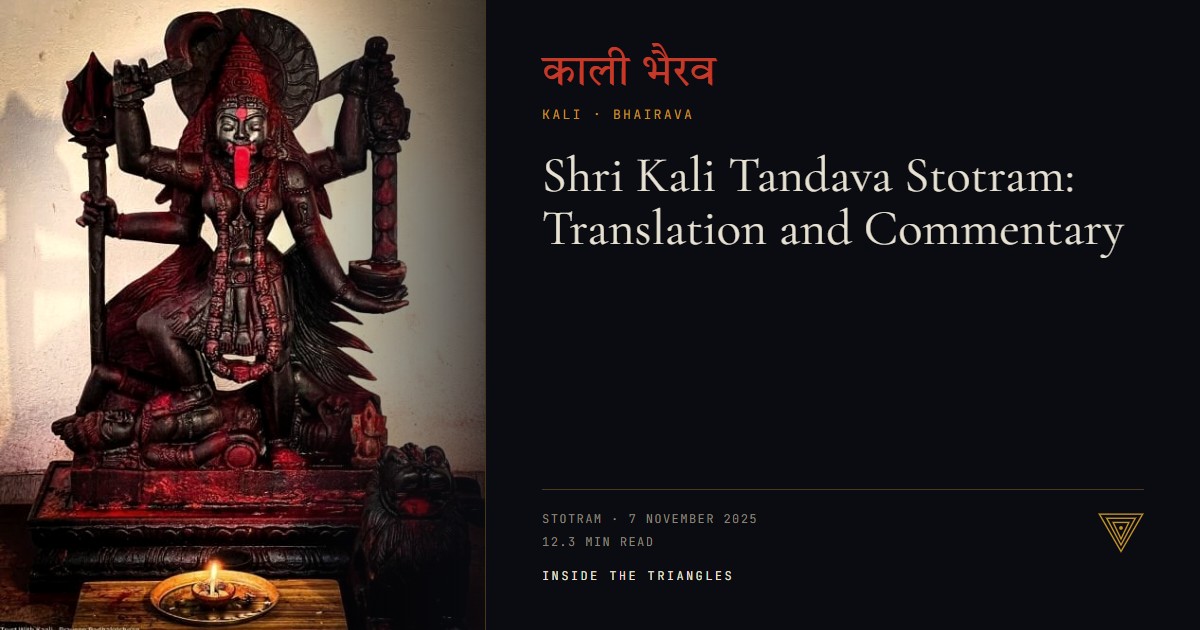 काली भैरव
KALI · BHAIRAVA
Shri Kali Tandava Stotram:
Translation and Commentary
STOTRAM · 7 NOVEMBER 2025
12.3 MIN READ
INSIDE THE TRIANGLES